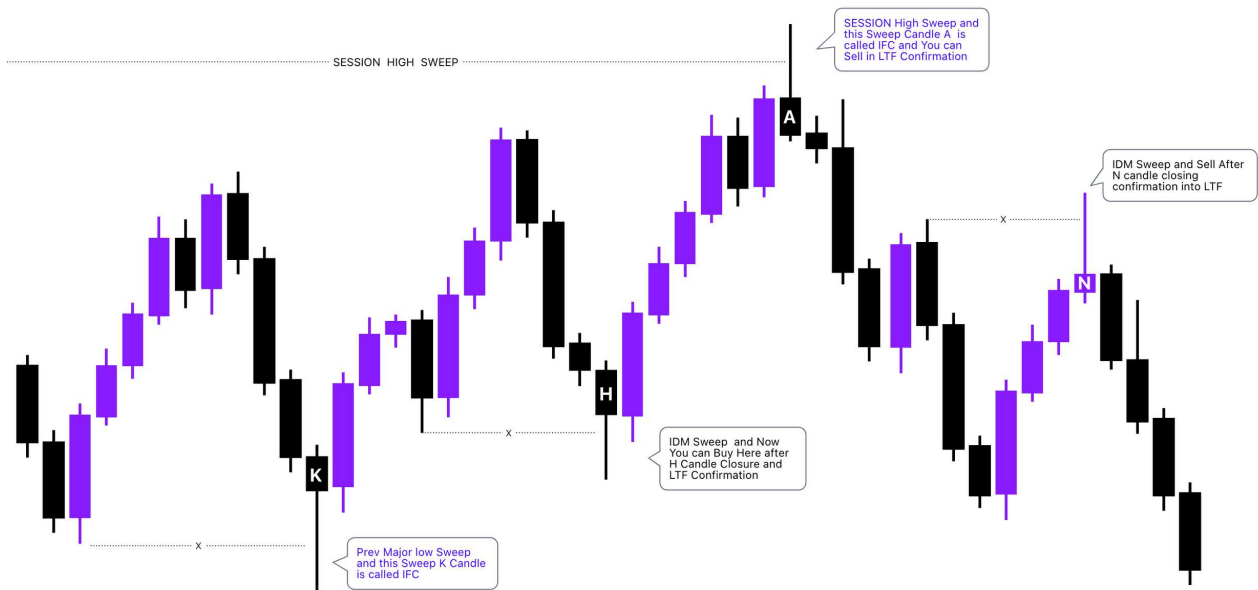 SESSION High Sweep and
this Sweep Candle A is
called IFC and You can
Sell in LTF Confirmation
SESSION HIGH SWEEP
A
IDM Sweep and Sell After
N candle closing
confirmation into LTF
X
N
H
X
IDM Sweep and Now
You can Buy Here after
H Candle Closure and
LTF Confirmation
K
X
Prev Major low Sweep
and this Sweep K Candle
is called IFC